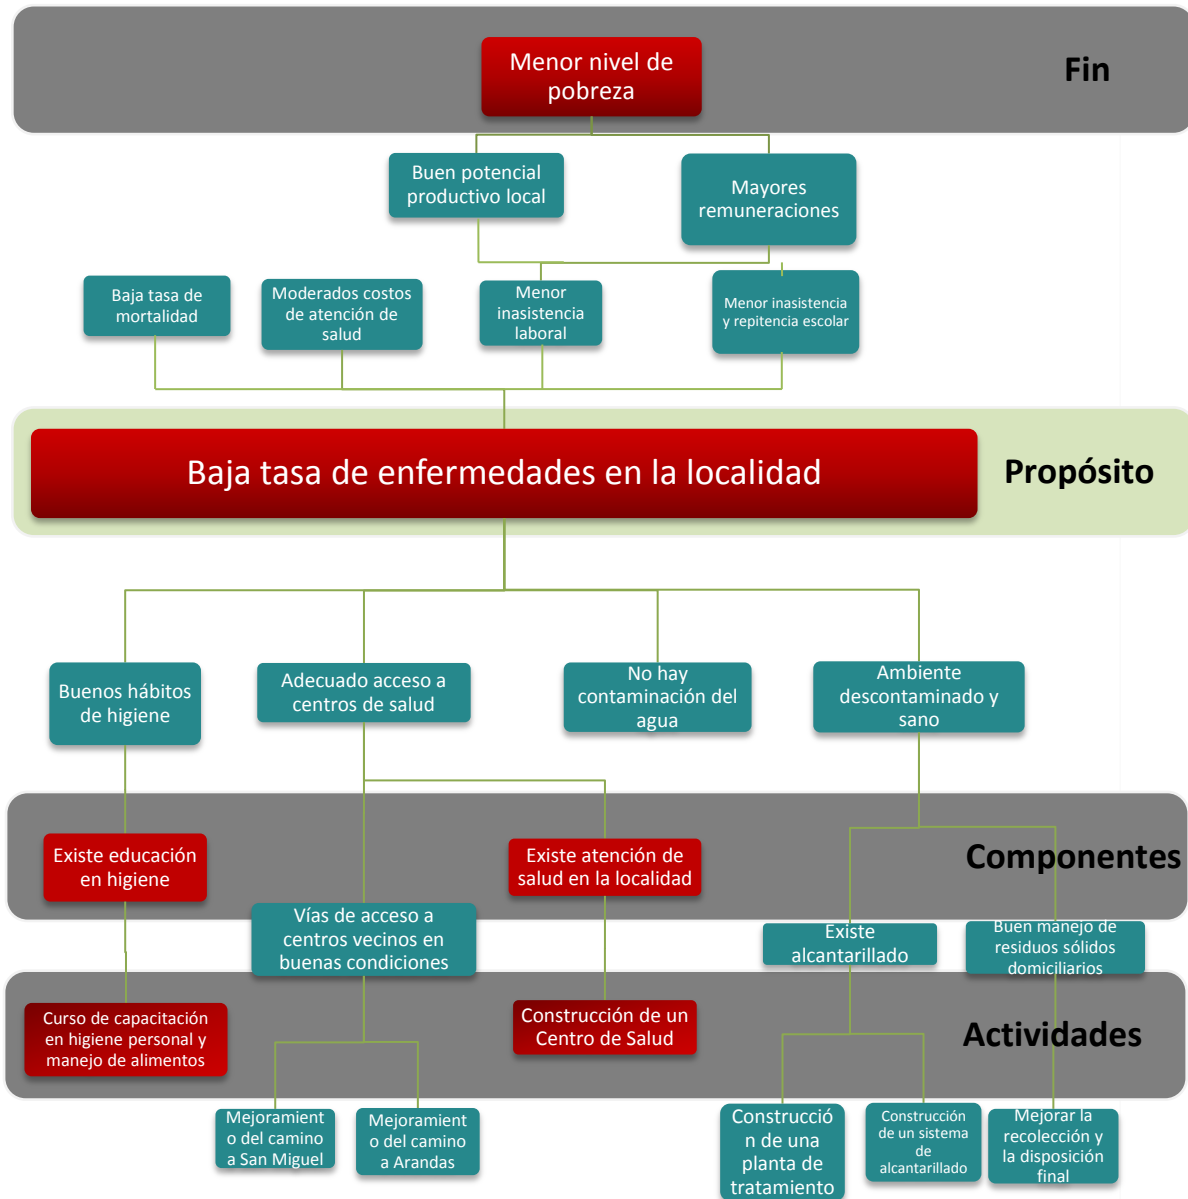 Menor nivel de
pobreza
Fin
Buen potencial
productivo local
Mayores
remuneraciones
Baja tasa de
mortalidad
Moderados costos
de atención de
salud
Menor
inasistencia
laboral
Menor inasistencia
y repitencia escolar
Baja tasa de enfermedades en la localidad
Propósito
Buenos hábitos
de higiene
Adecuado acceso a
centros de salud
No hay
contaminación del
agua
Ambiente
descontaminado y
sano
Existe educación
en higiene
Existe atención de
salud en la localidad
Componentes
Vías de acceso a
centros vecinos en
buenas condiciones
Existe
alcantarillado
Buen manejo de
residuos sólidos
domiciliarios
Curso de capacitación
en higiene personal y
manejo de alimentos
Construcción de un
Centro de Salud
Actividades
Mejoramient
o del camino
a San Miguel
Mejoramient
o del camino
a Arandas
Construcció
n de una
planta de
tratamiento
Construcción
de un sistema
de
alcantarillado
Mejorar la
recolección y
la disposición
final